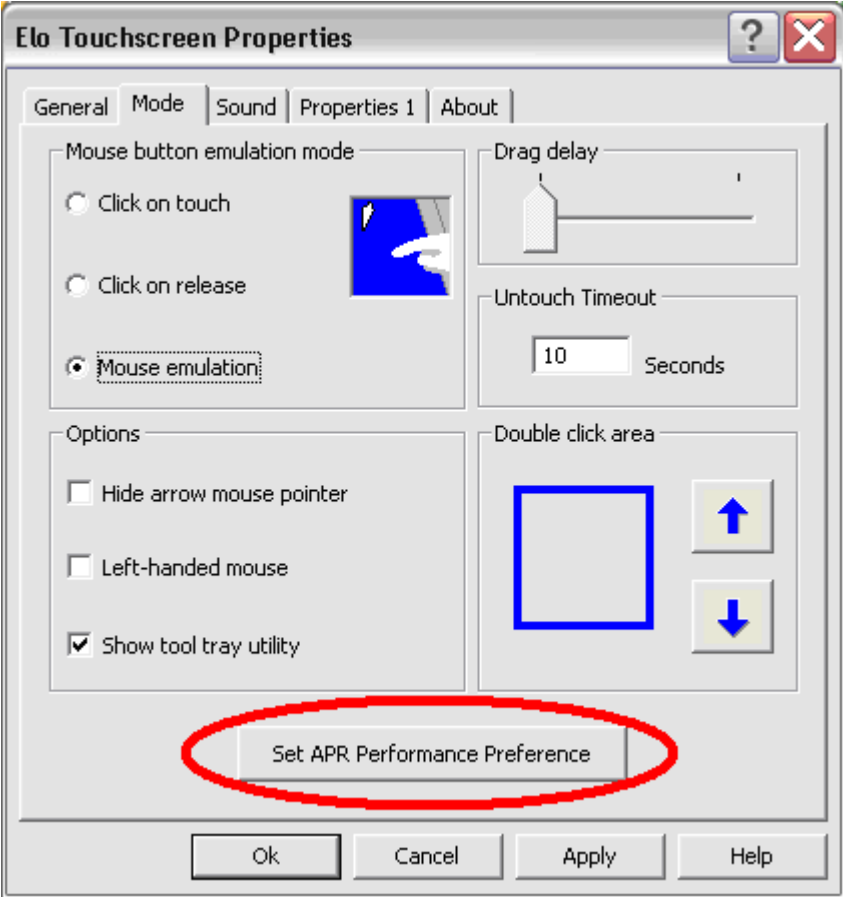 Elo Touchscreen Properties
General Mode Sound Properties 1 About
Mouse button emulation mode
Click on touch
Click on release
Mouse emulation
Drag delay
Untouch Timeout
10 Seconds
Options
Hide arrow mouse pointer
Left-handed mouse
Show tool tray utility
Double click area
Set APR Performance Preference
Ok Cancel Apply Help